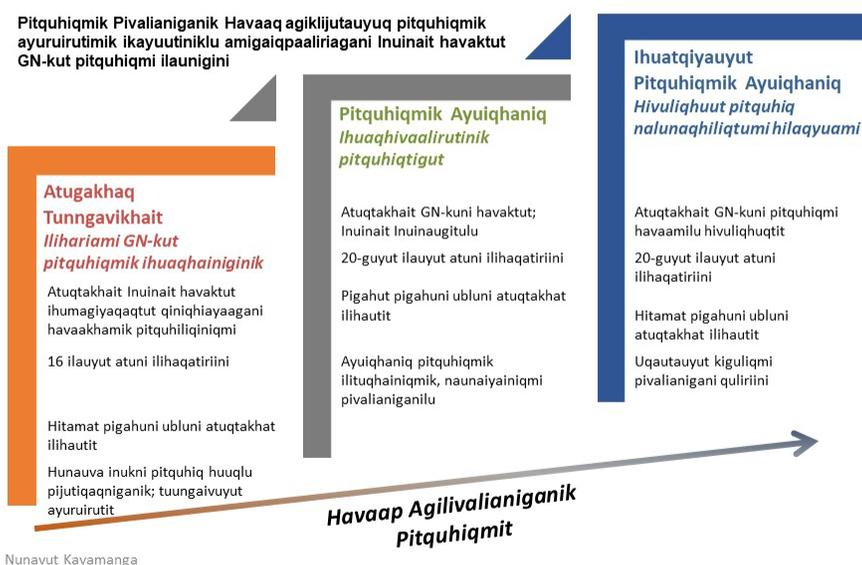 Pitquhiqmik Pivalianiganik Havaaq agiklijutauyuq pitquhiqmik
ayuruirutimik ikayuutiniklu amigaiqpaaliriagani Inuinait havaktut
GN-kut pitquhiqmi ilaunigini
Atugakhaq
Tunngavikhait
Ilihariami GN-kut
pitquhiqmik ihuaqhainiginik
Atuqtakhait Inuinait havaktut
ihumagiyaqaqtut qiniqhiayaagani
havaakhamik pitquhiliqiniqmi
16 ilauyut atuni ilihaqatiriini
Hitamat pigahuni ubluni atuqtakhat
ilihautit
Hunauva inukni pitquhiq huuqlu
pijutiqaqniganik; tuungaivuyut
ayuruirutit
Pitquhiqmik Ayuiqhaniq
Ihuaqhivaalirutinik
pitquhiqtigut
Atuqtakhait GN-kuni havaktut;
Inuinait Inuinaugitulu
20-guyut ilauyut atuni ilihaqatiriini
Pigahut pigahuni ubluni atuqtakhat
ilihautit
Ayuiqhaniq pitquhiqmik
ilituqhainiqmik, naunaiyainiqmi
pivalianiganilu
Ihuatqiyauyut
Pitquhiqmik Ayuiqhaniq
Hivuliqhuut pitquhiq
nalunaqhiliqtumi hilaqyuami
Atuqtakhait GN-kuni pitquhiqmi
havaamilu hivuliqhuqtit
20-guyut ilauyut atuni
ilihaqatiriini
Hitamat pigahuni ubluni
atuqtakhat ilihautit
Uqautauyut kiguliqmi
pivalianigani quliriini
Havaap Agilivalianiganik
Pitquhiqmit
Nunavut Kavamanga